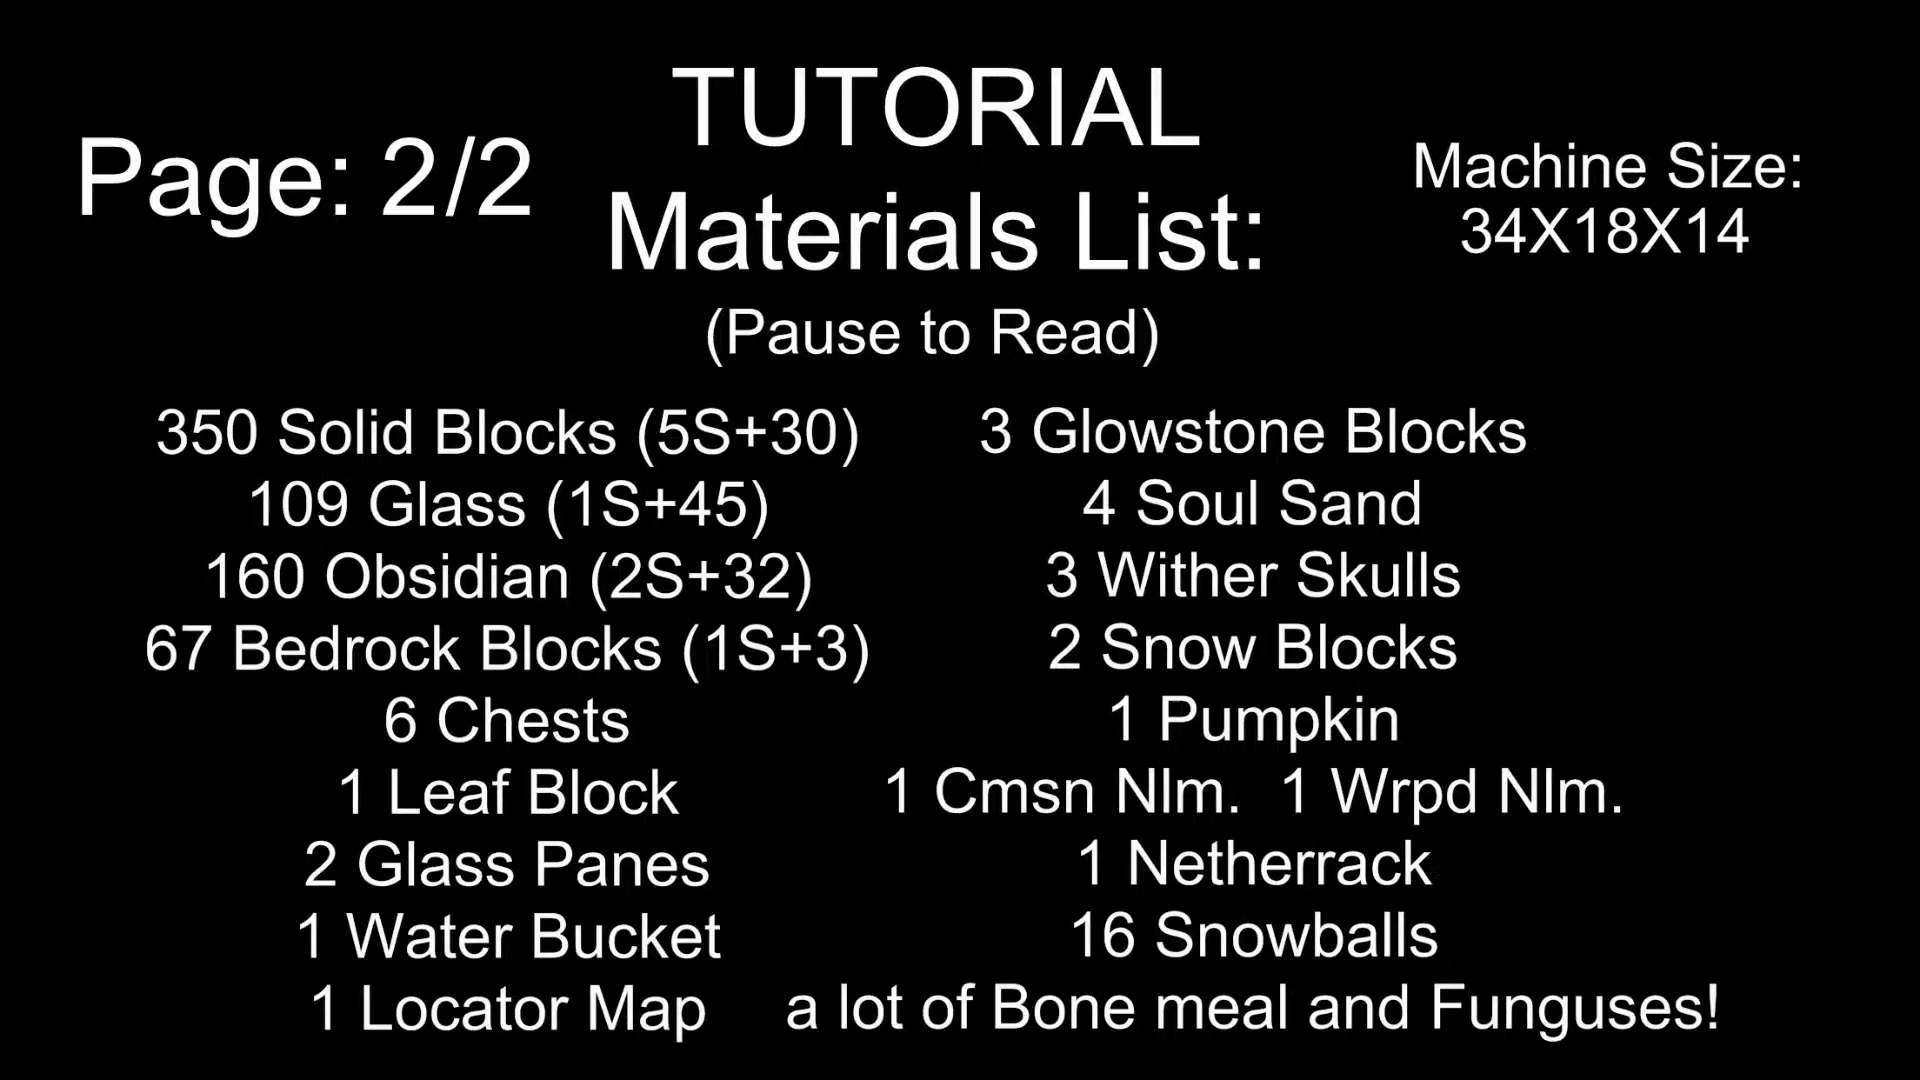 Page: 2/2
TUTORIAL
Materials List:
(Pause to Read)
Machine Size:
34X18X14
350 Solid Blocks (5S+30)
109 Glass (1S+45)
160 Obsidian (2S+32)
67 Bedrock Blocks (1S+3)
6 Chests
1 Leaf Block
2 Glass Panes
1 Water Bucket
1 Locator Map
3 Glowstone Blocks
4 Soul Sand
3 Wither Skulls
2 Snow Blocks
1 Pumpkin
1 Cmsn Nlm. 1 Wrpd Nlm.
1 Netherrack
16 Snowballs
a lot of Bone meal and Funguses!